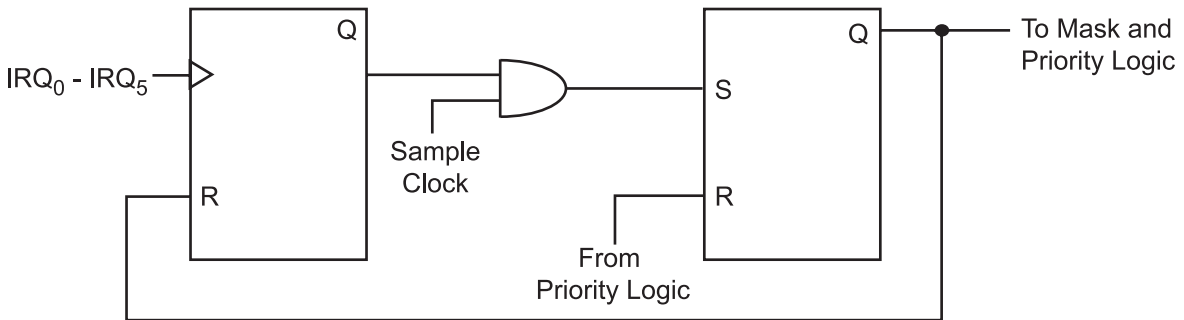 Q
IRQ0 - IRQ5
R
Sample
Clock
S
R
From
Priority Logic
Q
To Mask and
Priority Logic